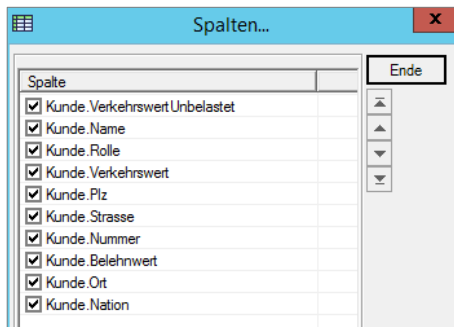 Spalten...
x
Ende
Spalte
Kunde.VerkehrswertUnbelastet
Kunde.Name
Kunde.Rolle
Kunde.Verkehrswert
Kunde.Plz
Kunde.Strasse
Kunde.Nummer
Kunde.Belehnwert
Kunde.Ort
Kunde.Nation